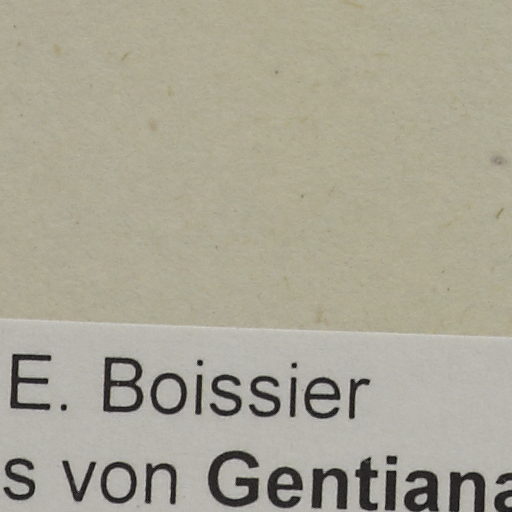 E. Boissier
s von Gentiana